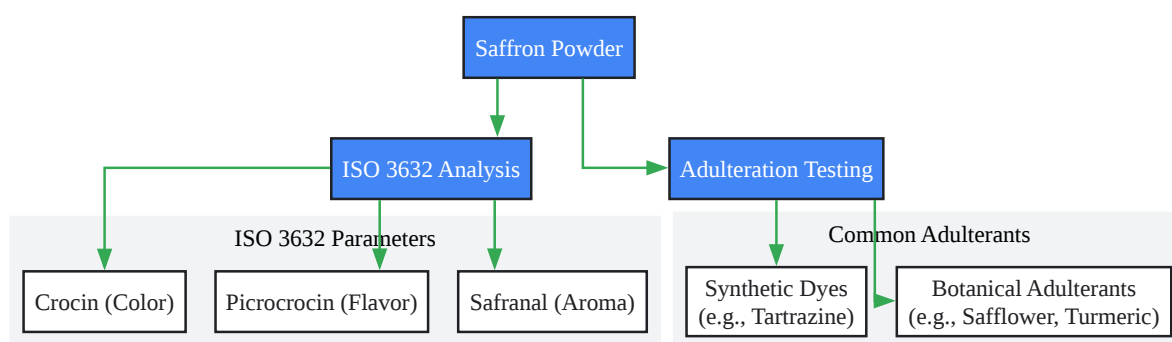 Saffron Powder
ISO 3632 Analysis
Adulteration Testing
ISO 3632 Parameters
Common Adulterants
Crocin (Color)
Picrocrocin (Flavor)
Safranal (Aroma)
Synthetic Dyes
(e.g., Tartrazine)
Botanical Adulterants
(e.g., Safflower, Turmeric)